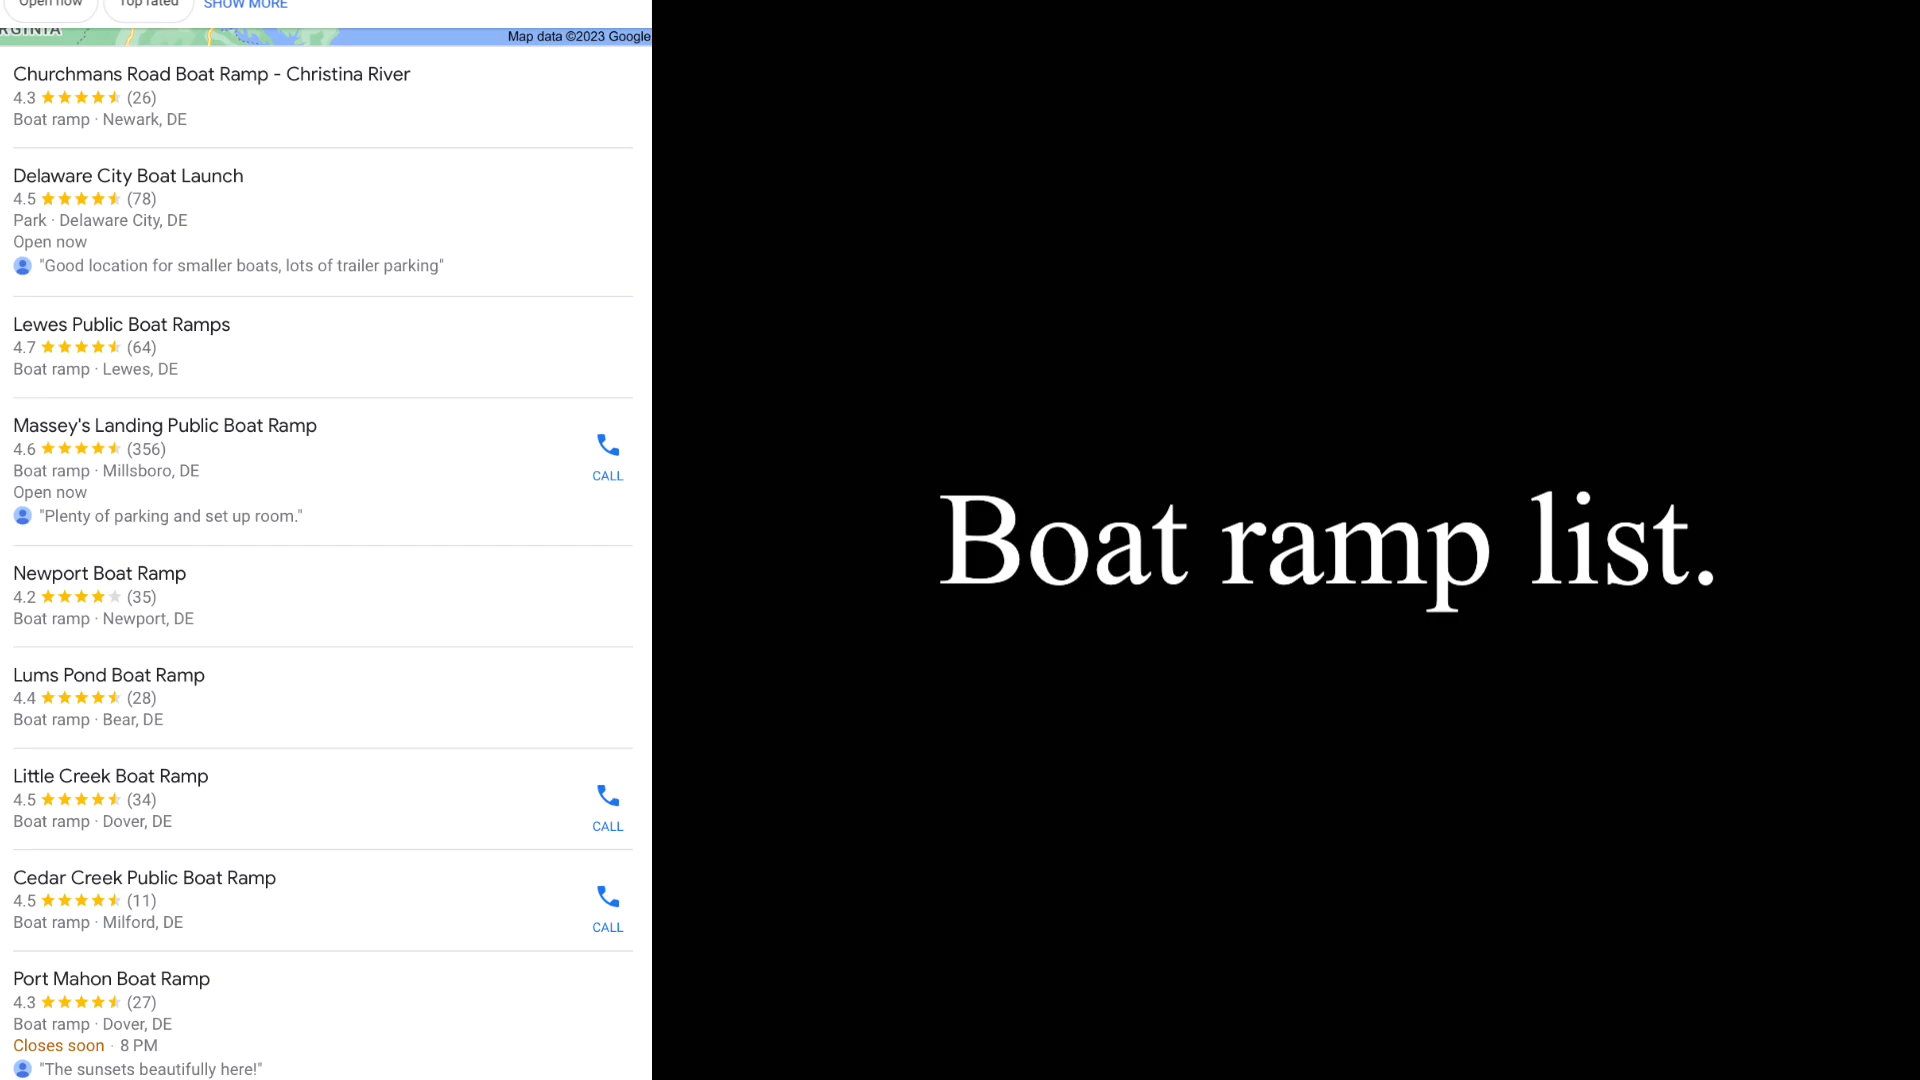 Open now Top rated SHOW MORE
RGINIA
Map data ©2023 Google
Churchmans Road Boat Ramp - Christina River
4.3 (26)
Boat ramp · Newark, DE
Delaware City Boat Launch
4.5 (78)
Park · Delaware City, DE
Open now
"Good location for smaller boats, lots of trailer parking"
Lewes Public Boat Ramps
4.7 (64)
Boat ramp · Lewes, DE
Massey's Landing Public Boat Ramp
4.6 (356)
Boat ramp · Millsboro, DE
CALL
Open now
"Plenty of parking and set up room."
Newport Boat Ramp
4.2 (35)
Boat ramp · Newport, DE
Lums Pond Boat Ramp
4.4 (28)
Boat ramp · Bear, DE
Little Creek Boat Ramp
4.5 (34)
Boat ramp · Dover, DE
CALL
Cedar Creek Public Boat Ramp
4.5 (11)
Boat ramp · Milford, DE
CALL
Port Mahon Boat Ramp
4.3 (27)
Boat ramp · Dover, DE
Closes soon · 8 PM
"The sunsets beautifully here!"
Boat ramp list.